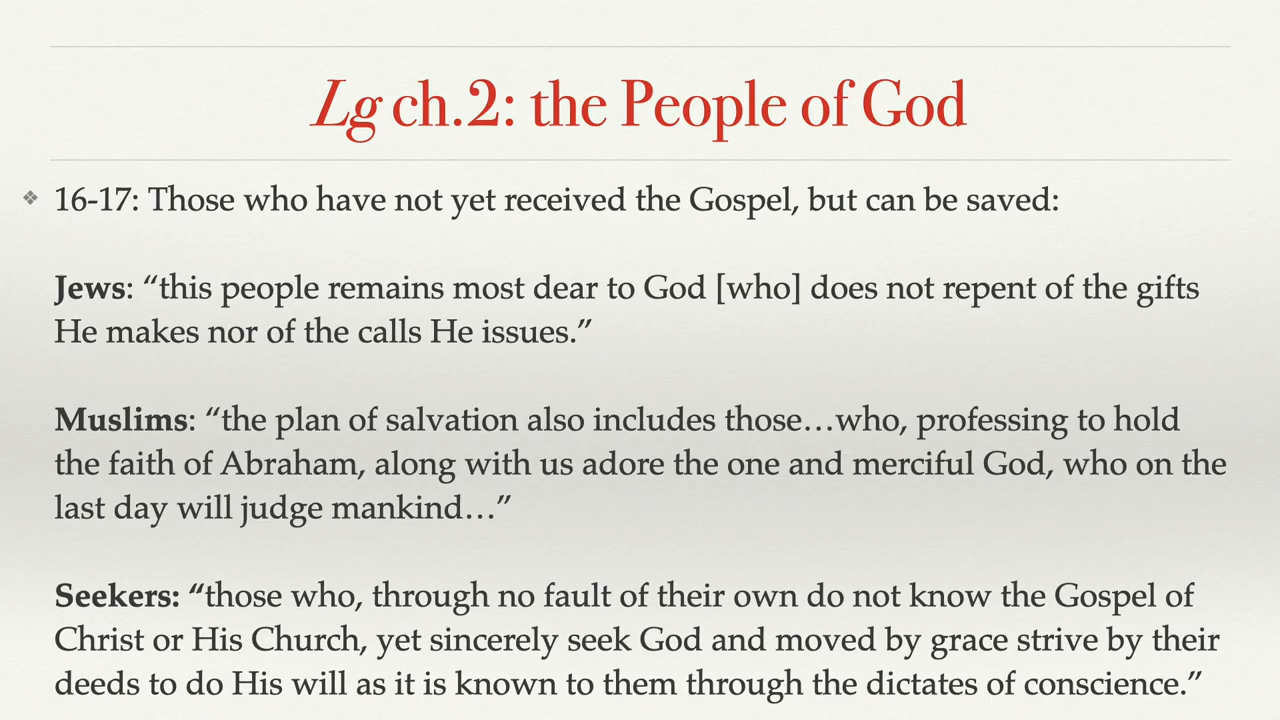 Lg ch.2: the People of God
❖ 16-17: Those who have not yet received the Gospel, but can be saved:
Jews: “this people remains most dear to God [who] does not repent of the gifts
He makes nor of the calls He issues.”
Muslims: “the plan of salvation also includes those…who, professing to hold
the faith of Abraham, along with us adore the one and merciful God, who on the
last day will judge mankind…”
Seekers: “those who, through no fault of their own do not know the Gospel of
Christ or His Church, yet sincerely seek God and moved by grace strive by their
deeds to do His will as it is known to them through the dictates of conscience.”